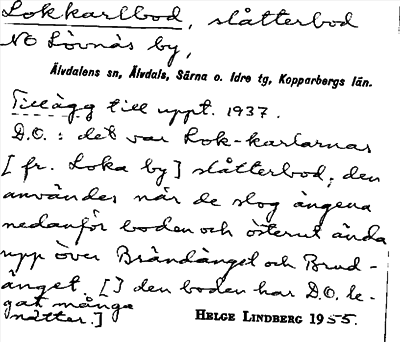 Lokkarlbod, slåtterbod
NO Lövnäs by,
Älvdalens sn, Älvdals, Särna o. Idre tg, Kopparbergs län.
Tillägg till uppt. 1937.
D.O.: det var Lok-karlarnas
[fr. Loka by] slåtterbod; den
användes när de slog ängena
nedanför boden och österut ända
upp över Brändänget och Brud-
änget. [I den boden har D.O. le-
gat många
nätter.]
HELGE LINDBERG 1955.